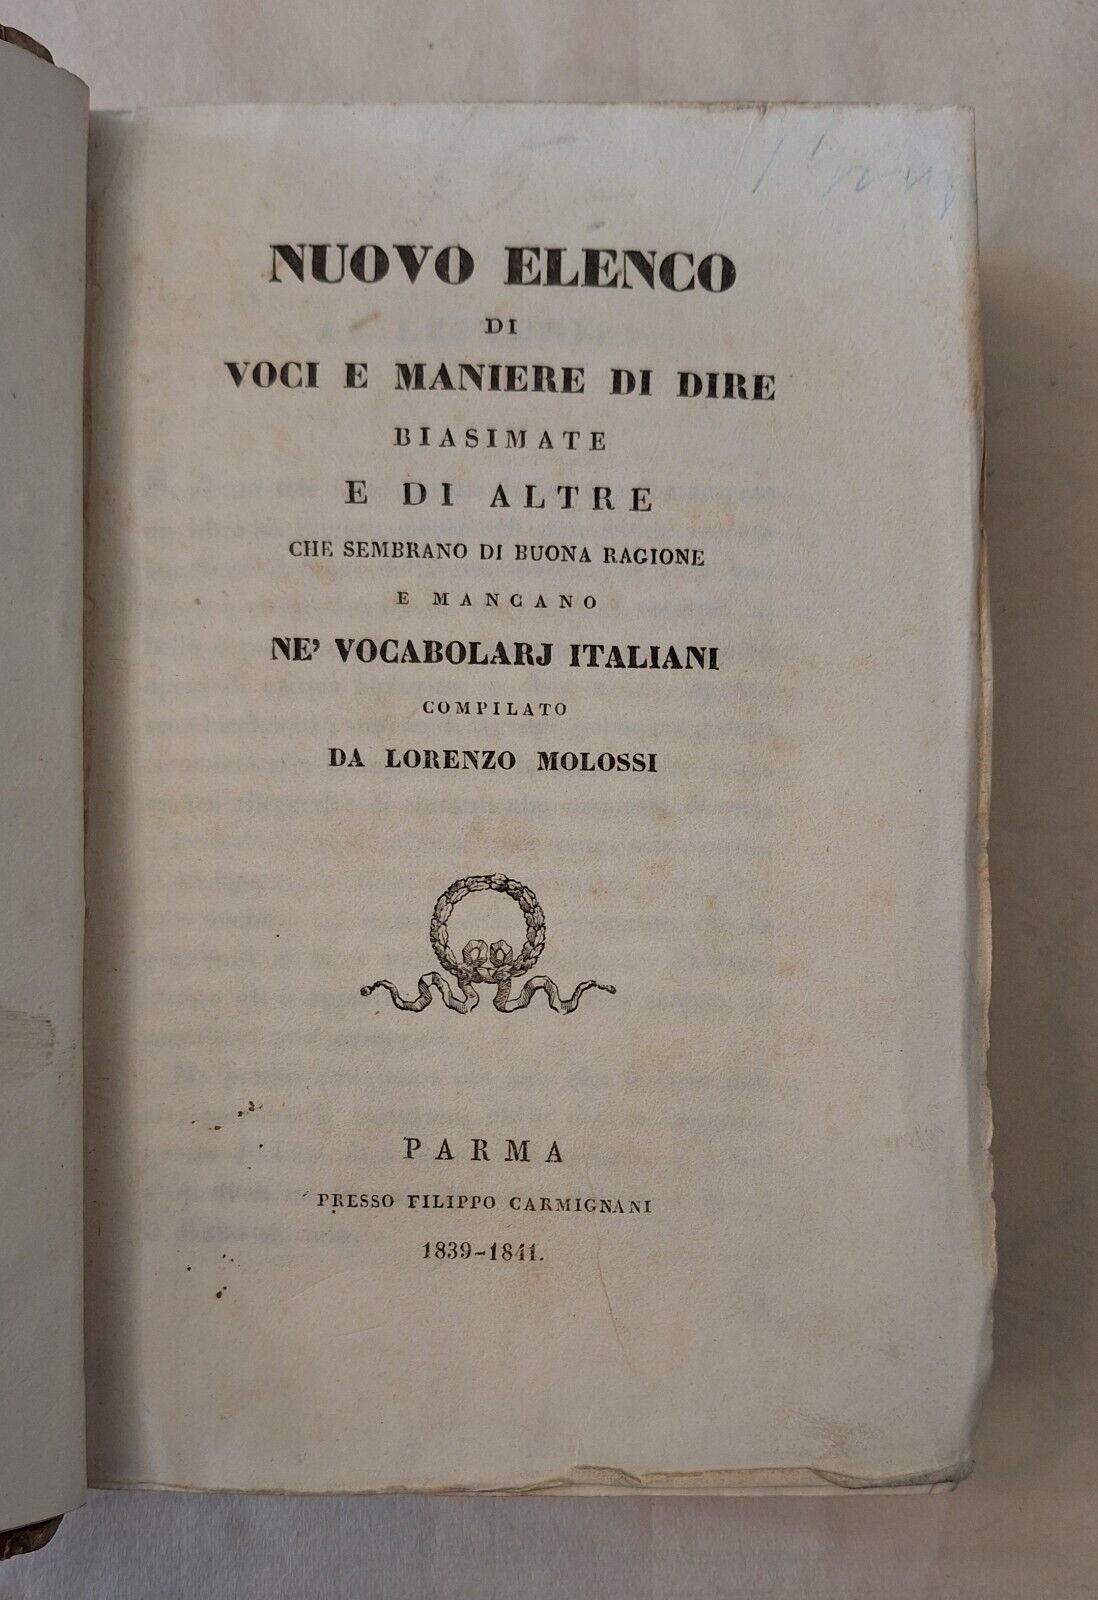 NUOVO ELENCO
DI
VOCI E MANIERE DI DIRE
BIASIMATE
E DI ALTRE
CHE SEMBRANO DI BUONA RAGIONE
E MANCANO
NE' VOCABOLARJ ITALIANI
COMPILATO
DA LORENZO MOLOSSI
PARMA
PRESSO FILIPPO CARMIGNANI
1839-1841.